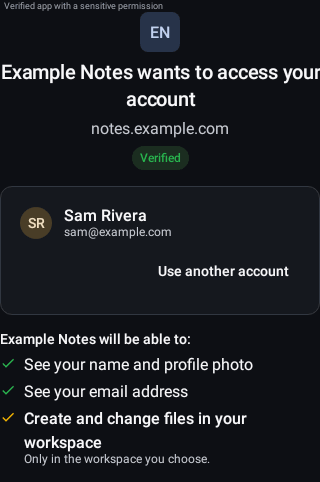 Verified app with a sensitive permission
EN
Example Notes wants to access your
account
notes.example.com
Verified
SR
Sam Rivera
sam@example.com
Use another account
Example Notes will be able to:
See your name and profile photo
See your email address
Create and change files in your
workspace
Only in the workspace you choose.